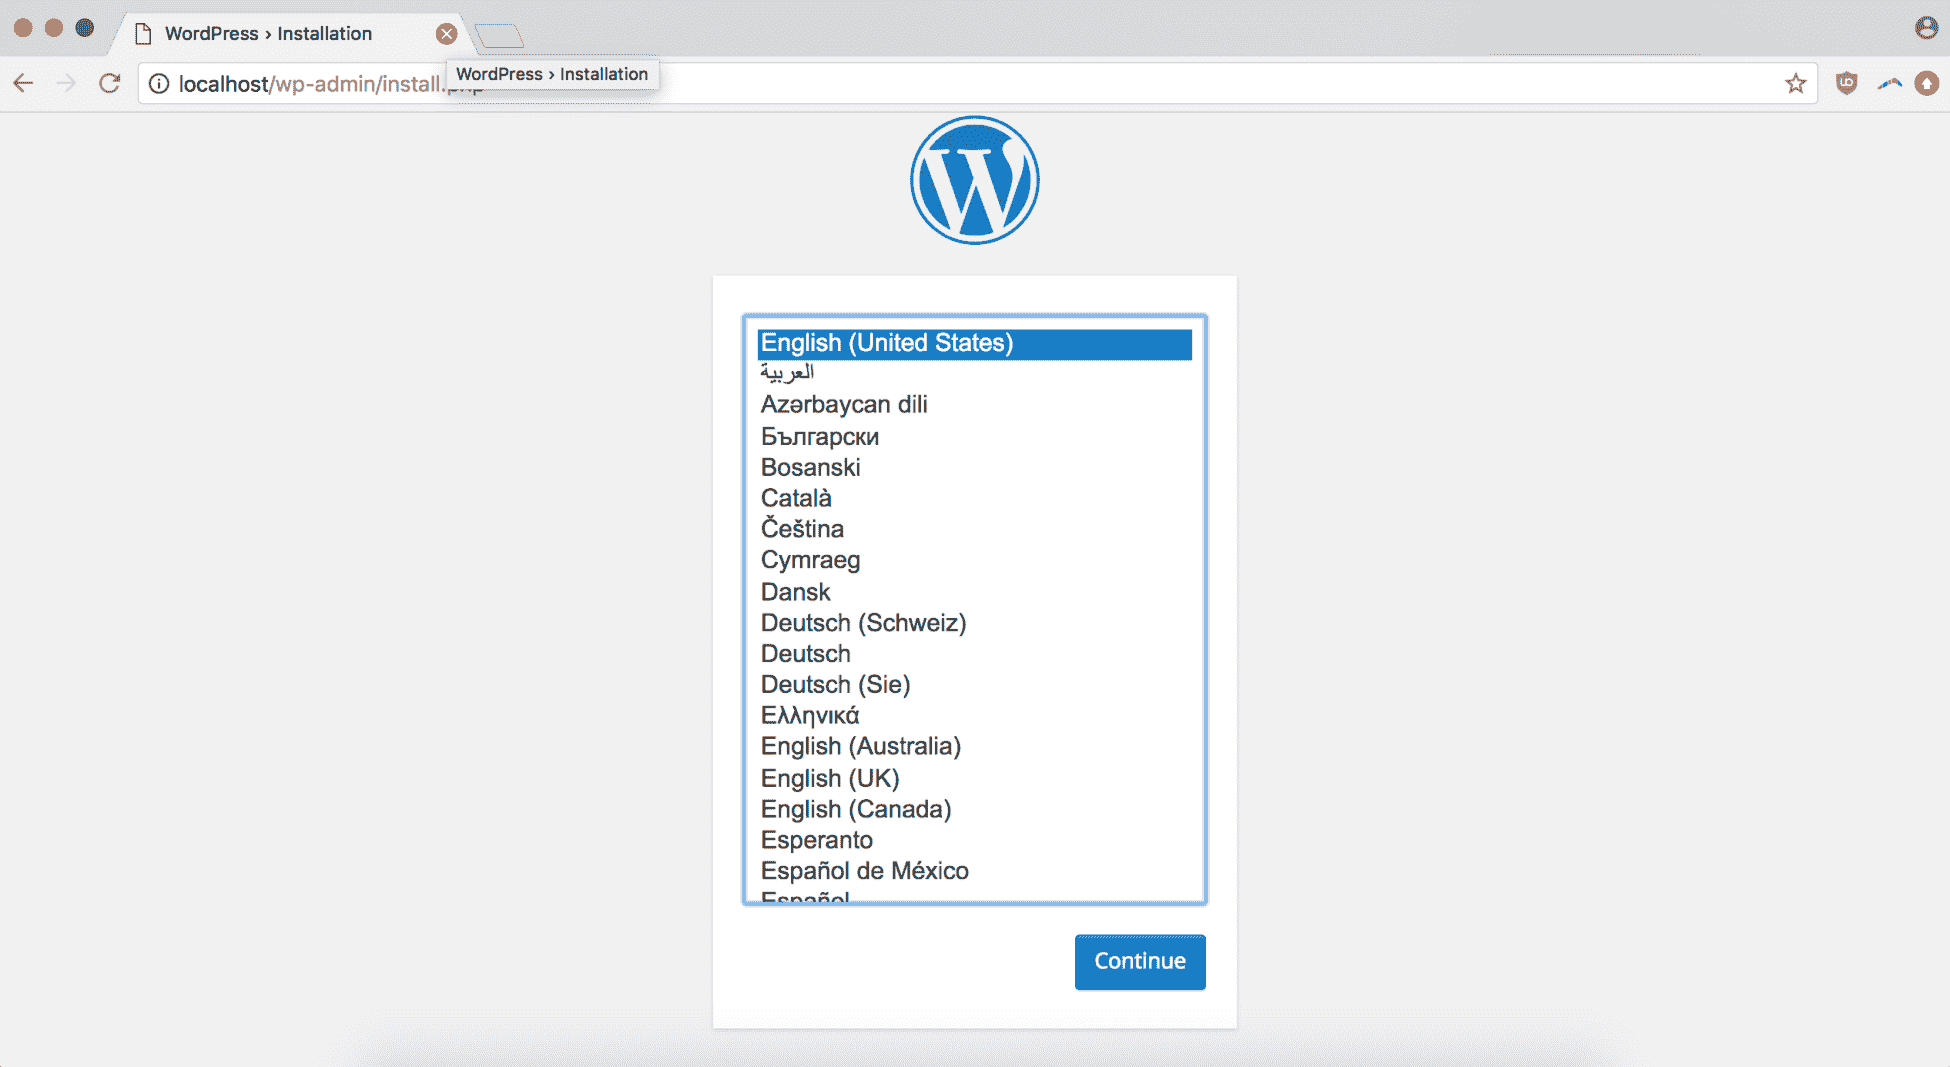 WordPress › Installation
WordPress › Installation
localhost/wp-admin/install.php
English (United States)
العربية
Azərbaycan dili
Български
Bosanski
Català
Čeština
Cymraeg
Dansk
Deutsch (Schweiz)
Deutsch
Deutsch (Sie)
Ελληνικά
English (Australia)
English (UK)
English (Canada)
Esperanto
Español de México
Español
Continue